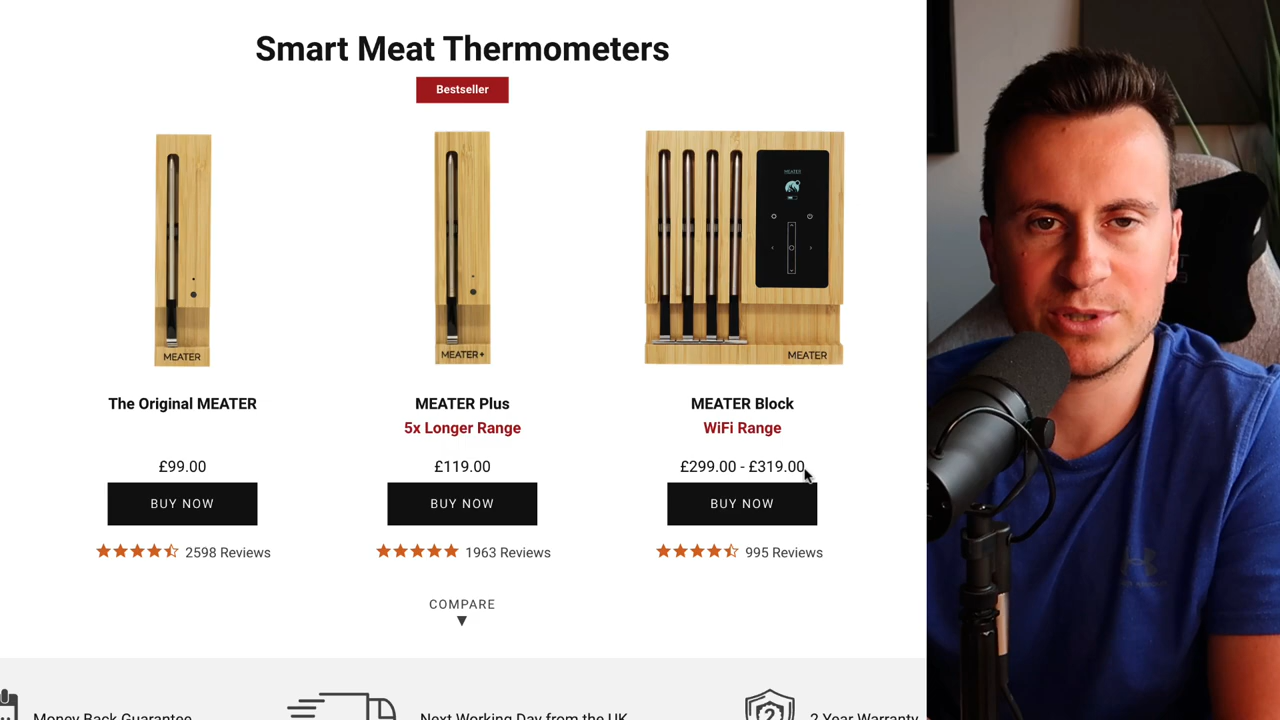 Smart Meat Thermometers
Bestseller
MEATER
MEATER+
MEATER
MEATER
The Original MEATER
MEATER Plus
5x Longer Range
MEATER Block
WiFi Range
£99.00
£119.00
£299.00 - £319.00
BUY NOW
BUY NOW
BUY NOW
2598 Reviews
1963 Reviews
995 Reviews
COMPARE
Money Back Guarantee
Next Working Day from the UK
2 Year Warranty